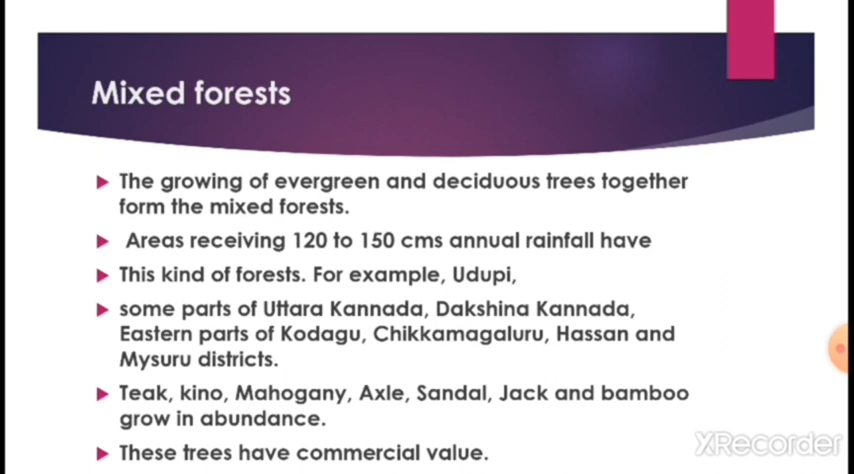 Mixed forests
The growing of evergreen and deciduous trees together
form the mixed forests.
Areas receiving 120 to 150 cms annual rainfall have
This kind of forests. For example, Udupi,
some parts of Uttara Kannada, Dakshina Kannada,
Eastern parts of Kodagu, Chikkamagaluru, Hassan and
Mysuru districts.
Teak, kino, Mahogany, Axle, Sandal, Jack and bamboo
grow in abundance.
These trees have commercial value.
XRecorder